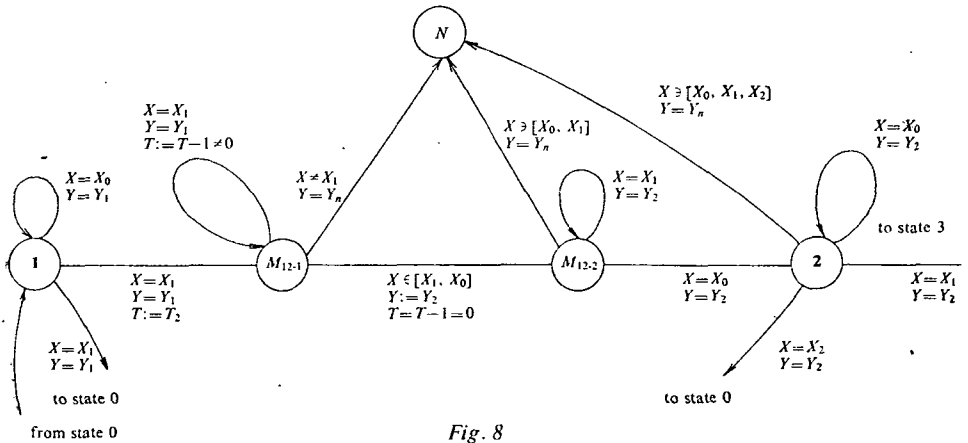 N
X = X₁
Y = Y₁
T := T − 1 ≠ 0
X ∍ [X₀, X₁, X₂]
Y = Yₙ
X = X₀
Y = Y₂
X ∍ [X₀, X₁]
Y = Yₙ
X = X₀
Y = Y₁
X ≠ X₁
Y = Yₙ
X = X₁
Y = Y₂
to state 3
1
M₁₂₋₁
M₁₂₋₂
2
X = X₁
Y = Y₁
T := T₂
X ∈ [X₁, X₀]
Y := Y₂
T = T − 1 = 0
X = X₀
Y = Y₂
X = X₁
Y = Y₂
X = X₁
Y = Y₁
X = X₂
Y = Y₂
to state 0
to state 0
from state 0
Fig. 8